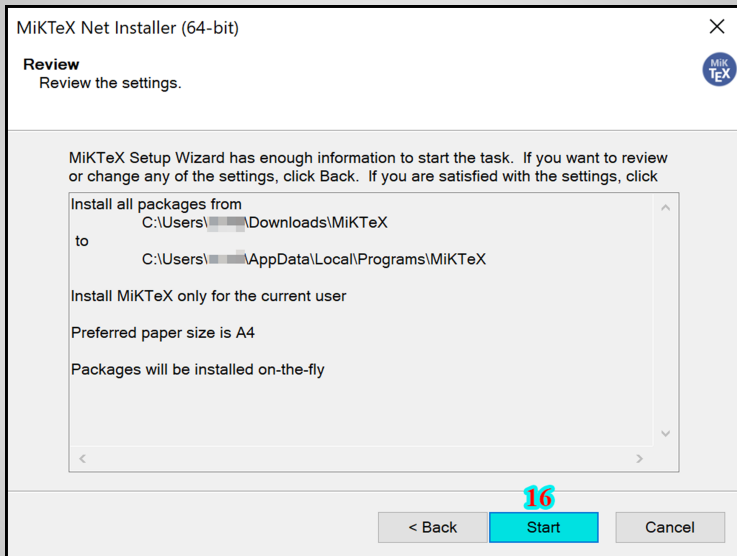 MiKTeX Net Installer (64-bit)
Review
Review the settings.
MiK
TEX
MiKTeX Setup Wizard has enough information to start the task. If you want to review
or change any of the settings, click Back. If you are satisfied with the settings, click
Install all packages from
C:\Users\ \Downloads\MiKTeX
to
C:\Users\ \AppData\Local\Programs\MiKTeX
Install MiKTeX only for the current user
Preferred paper size is A4
Packages will be installed on-the-fly
16
< Back
Start
Cancel